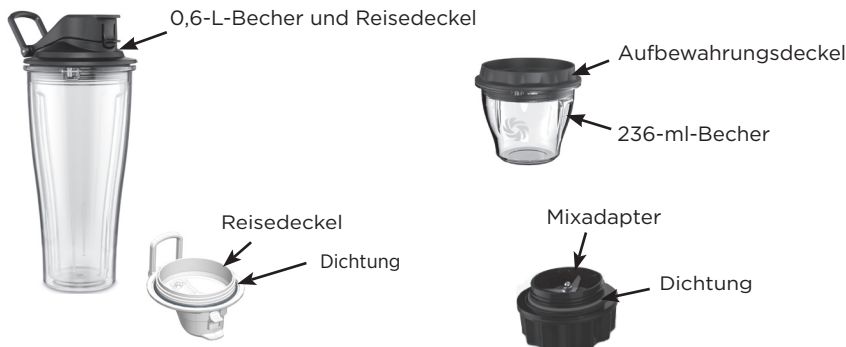 0,6-L-Becher und Reisedeckel
Aufbewahrungsdeckel
236-ml-Becher
Reisedeckel
Dichtung
Mixadapter
Dichtung